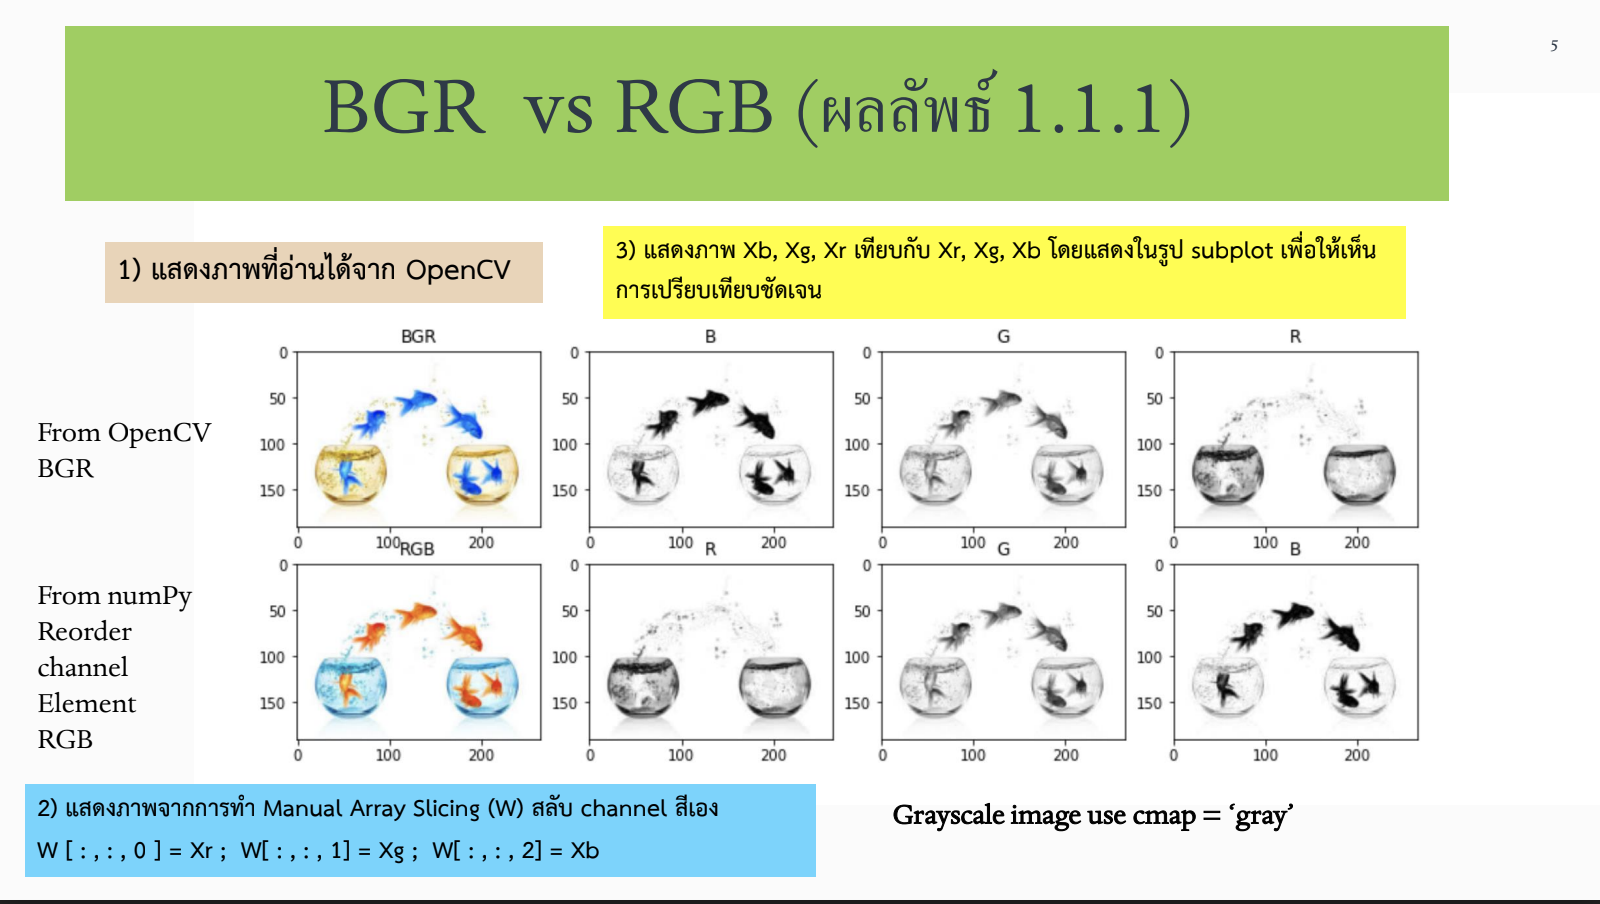 5
BGR vs RGB (ผลลัพธ์ 1.1.1)
1) แสดงภาพที่อ่านได้จาก OpenCV
3) แสดงภาพ Xb, Xg, Xr เทียบกับ Xr, Xg, Xb โดยแสดงในรูป subplot เพื่อให้เห็น
การเปรียบเทียบชัดเจน
From OpenCV
BGR
BGR
0
50
100
150
0 100 200
B
0
50
100
150
0 100 200
G
0
50
100
150
0 100 200
R
0
50
100
150
0 100 200
From numPy
Reorder
channel
Element
RGB
RGB
0
50
100
150
0 100 200
R
0
50
100
150
0 100 200
G
0
50
100
150
0 100 200
B
0
50
100
150
0 100 200
2) แสดงภาพจากการทำ Manual Array Slicing (W) สลับ channel สีเอง
W [ : , : , 0 ] = Xr ; W[ : , : , 1] = Xg ; W[ : , : , 2] = Xb
Grayscale image use cmap = ‘gray’